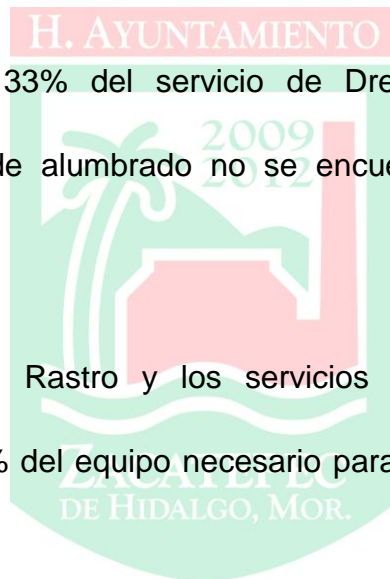 H. AYUNTAMIENTO
33% del servicio de Dre
2009
2012
de alumbrado no se encue
Rastro y los servicios
% del equipo necesario para
ZACATEPEC
DE HIDALGO, MOR.